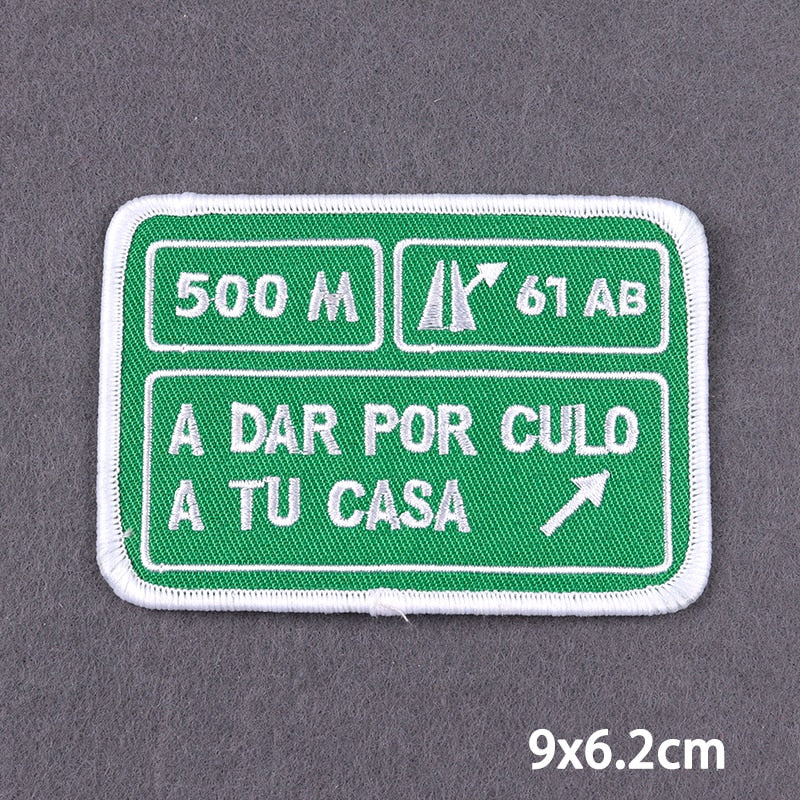 500 M
61 AB
A DAR POR CULO
A TU CASA
9x6.2cm